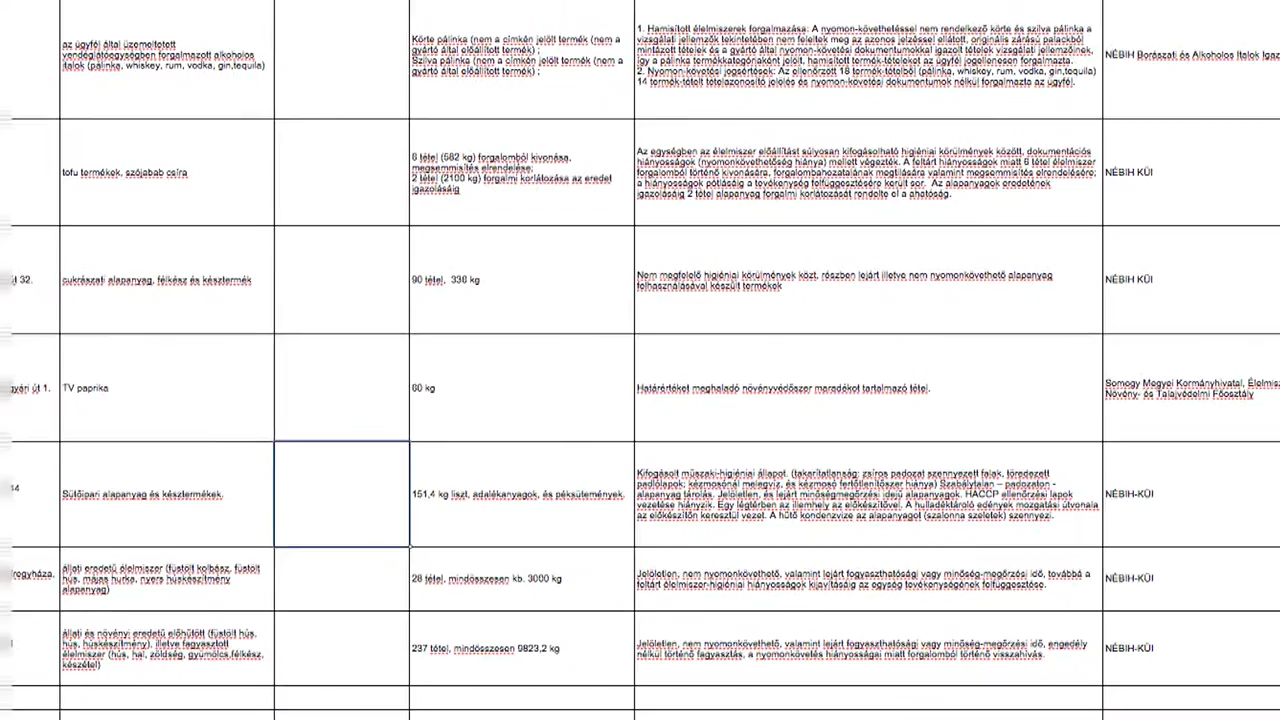 az ügyfél által üzemeltetett
vendéglátóegységben forgalmazott alkoholos
italok (pálinka, whiskey, rum, vodka, gin,tequila)
Körte pálinka (nem a címkén jelölt termék (nem a
gyártó által előállított termék) ;
Szilva pálinka (nem a címkén jelölt termék (nem a
gyártó által előállított termék) ;
1. Hamisított élelmiszerek forgalmazása: A nyomon-követhetéssel nem rendelkező körte és szilva pálinka a
vizsgálati jellemzők tekintetében nem feleltek meg az azonos jelzéssel ellátott, originális zárású palackból
mintázott tételek és a gyártó által nyomon-követési dokumentumokkal igazolt tételek vizsgálati jellemzőinek,
így a pálinka termékkategóriaként jelölt, hamisított termék-tételeket az ügyfél jogellenesen forgalmazta.
2. Nyomon-követési jogsértések: Az ellenőrzött 18 termék-tételből (pálinka, whiskey, rum, vodka, gin,tequila)
14 termék-tételt tételazonosító jelölés és nyomon-követési dokumentumok nélkül forgalmazta az ügyfél.
NÉBIH Borászati és Alkoholos Italok Igaz
tofu termékek, szójabab csíra
6 tétel (582 kg) forgalomból kivonása,
megsemmisítés elrendelése;
2 tétel (2100 kg) forgalmi korlátozása az eredet
igazolásáig
Az egységben az élelmiszer előállítást súlyosan kifogásolható higiéniai körülmények között, dokumentációs
hiányosságok (nyomonkövethetőség hiánya) mellett végezték. A feltárt hiányosságok miatt 6 tétel élelmiszer
forgalomból történő kivonására, forgalombahozatalának megtiltására valamint megsemmisítés elrendelésére;
a hiányosságok pótlásáig a tevékenység felfüggesztésére került sor. Az alapanyagok eredetének
igazolásáig 2 tétel alapanyag forgalmi korlátozását rendelte el a ahatóság.
NÉBIH KÜI
út 32.
cukrászati alapanyag, félkész és késztermék
90 tétel, 336 kg
Nem megfelelő higiéniai körülmények közt, részben lejárt illetve nem nyomonkövethető alapanyag
felhasználásával készült termékek
NÉBIH KÜI
gyári út 1.
TV paprika
60 kg
Határértéket meghaladó növényvédőszer maradékot tartalmazó tétel.
Somogy Megyei Kormányhivatal, Élelmisz
Növény- és Talajvédelmi Főosztály
Sütőipari alapanyag és késztermékek.
151,4 kg liszt, adalékanyagok, és péksütemények.
Kifogásolt műszaki-higiéniai állapot. (takarítatlanság: zsíros padozat szennyezett falak, töredezett
padlólapok; kézmosónál melegvíz, és kézmosó fertőtlenítőszer hiánya) Szabálytalan – padozaton -
alapanyag tárolás. Jelöletlen, és lejárt minőségmegőrzési idejű alapanyagok. HACCP ellenőrzési lapok
vezetése hiányzik. Egy légtérben az illemhely az előkészítővel. A hulladéktároló edények mozgatási útvonala
az előkészítőn keresztül vezet. A hűtő kondenzvize az alapanyagot (szalonna szeletek) szennyezi.
NÉBIH-KÜI
iregyháza,
állati eredetű élelmiszer (füstölt kolbász, füstölt
hús, májas hurka, nyers húskészítmény
alapanyag)
28 tétel, mindösszesen kb. 3000 kg
Jelöletlen, nem nyomonkövethető, valamint lejárt fogyaszthatósági vagy minőség-megőrzési idő, továbbá a
feltárt élelmiszer-higiéniai hiányosságok kijavításáig az egység tevékenységének felfüggesztése.
NÉBIH-KÜI
állati és növényi eredetű előhűtött (füstölt hús,
hús, húskészítmény), illetve fagyasztott
élelmiszer (hús, hal, zöldség, gyümölcs,félkész,
készétel)
237 tétel, mindösszesen 9823,2 kg
Jelöletlen, nem nyomonkövethető, valamint lejárt fogyaszthatósági vagy minőség-megőrzési idő, engedély
nélkül történő fagyasztás, a nyomonkövetés hiányosságai miatt forgalomból történő visszahívás.
NÉBIH-KÜI